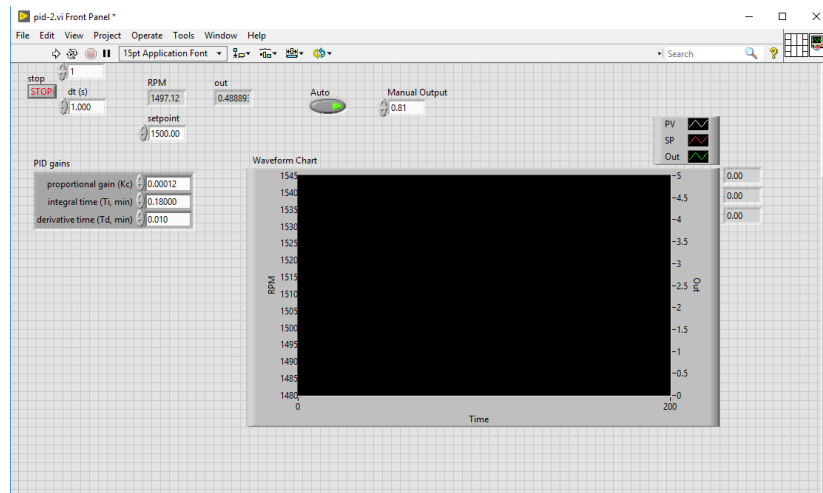 pid-2.vi Front Panel *
File Edit View Project Operate Tools Window Help
15pt Application Font
Search
stop
STOP
1
dt (s)
1.000
RPM
1497.12
out
0.48889
setpoint
1500.00
Auto
Manual Output
0.81
PV
SP
Out
PID gains
proportional gain (Kc) 0.00012
integral time (Ti, min) 0.18000
derivative time (Td, min) 0.010
Waveform Chart
1545
1540
1535
1530
1525
1520
1515
1510
1505
1500
1495
1490
1485
1480
RPM
5
4.5
4
3.5
3
2.5
2
1.5
1
0.5
0
Out
0.00
0.00
0.00
0
200
Time